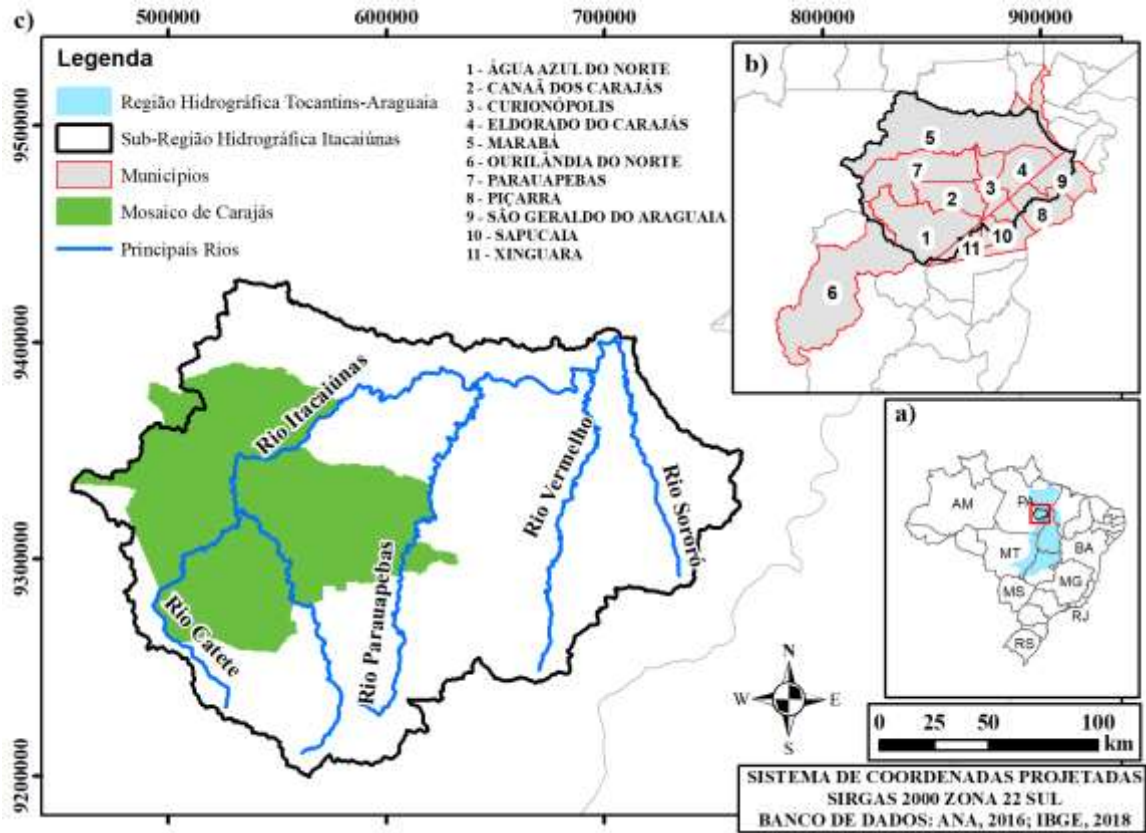 c)
500000 600000 700000 800000 900000
9500000
9400000
9300000
9200000
Legenda
Região Hidrográfica Tocantins-Araguaia
Sub-Região Hidrográfica Itacaiúnas
Municípios
Mosaico de Carajás
Principais Rios
1 - ÁGUA AZUL DO NORTE
2 - CANAÃ DOS CARAJÁS
3 - CURIONÓPOLIS
4 - ELDORADO DO CARAJÁS
5 - MARABÁ
6 - OURILÂNDIA DO NORTE
7 - PARAUAPEBAS
8 - PIÇARRA
9 - SÃO GERALDO DO ARAGUAIA
10 - SAPUCAIA
11 - XINGUARA
b)
5
7
4
9
3
2
8
10
1
11
6
Rio Itacaiúnas
Rio Vermelho
Rio Sororó
Rio Parauapebas
Rio Catete
a)
AM
PA
MT
BA
MG
MS
RJ
RS
N
W E
S
0 25 50 100
km
SISTEMA DE COORDENADAS PROJETADAS
SIRGAS 2000 ZONA 22 SUL
BANCO DE DADOS: ANA, 2016; IBGE, 2018